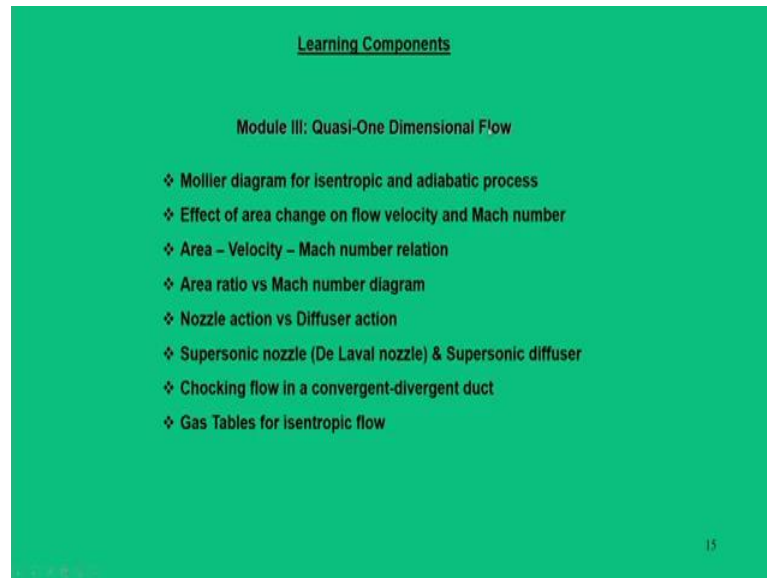 Learning Components
Module III: Quasi-One Dimensional Flow
❖ Mollier diagram for isentropic and adiabatic process
❖ Effect of area change on flow velocity and Mach number
❖ Area – Velocity – Mach number relation
❖ Area ratio vs Mach number diagram
❖ Nozzle action vs Diffuser action
❖ Supersonic nozzle (De Laval nozzle) & Supersonic diffuser
❖ Chocking flow in a convergent-divergent duct
❖ Gas Tables for isentropic flow
15